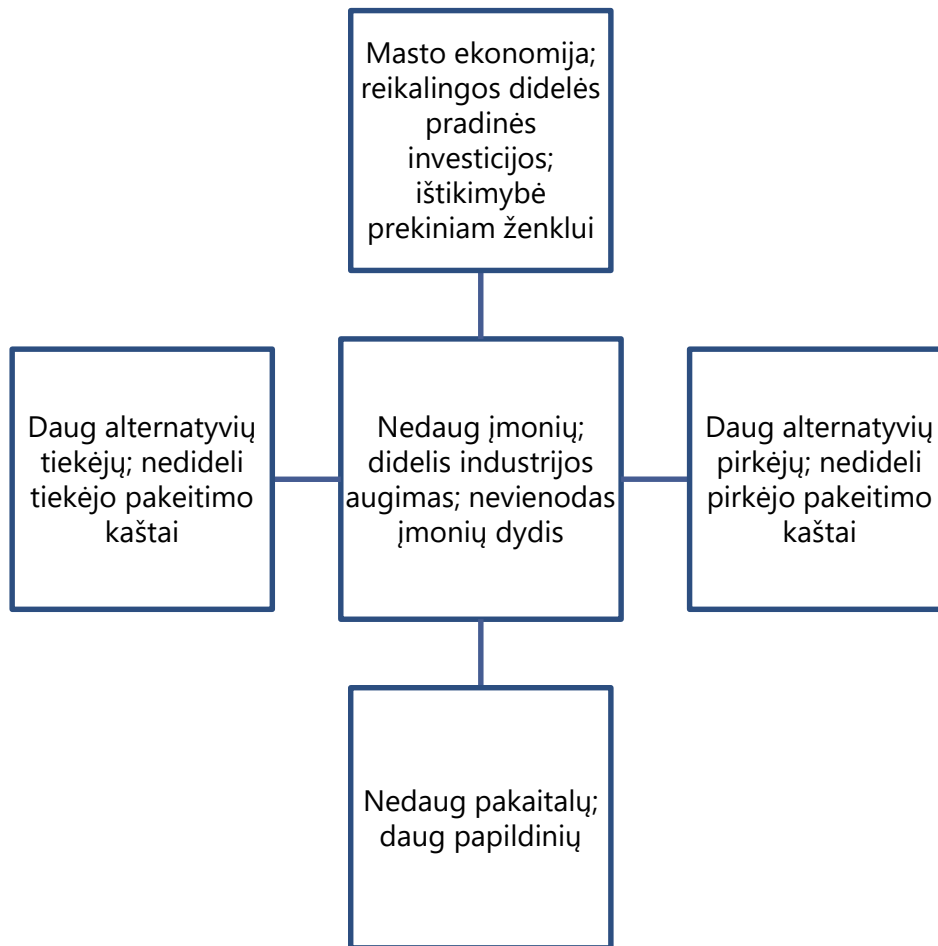 Masto ekonomija;
reikalingos didelės
pradinės
investicijos;
ištikimybė
prekiniam ženklui
Daug alternatyvių
tiekėjų; nedideli
tiekėjo pakeitimo
kaštai
Nedaug įmonių;
didelis industrijos
augimas; nevienodas
įmonių dydis
Daug alternatyvių
pirkėjų; nedideli
pirkėjo pakeitimo
kaštai
Nedaug pakaitalų;
daug papildinių